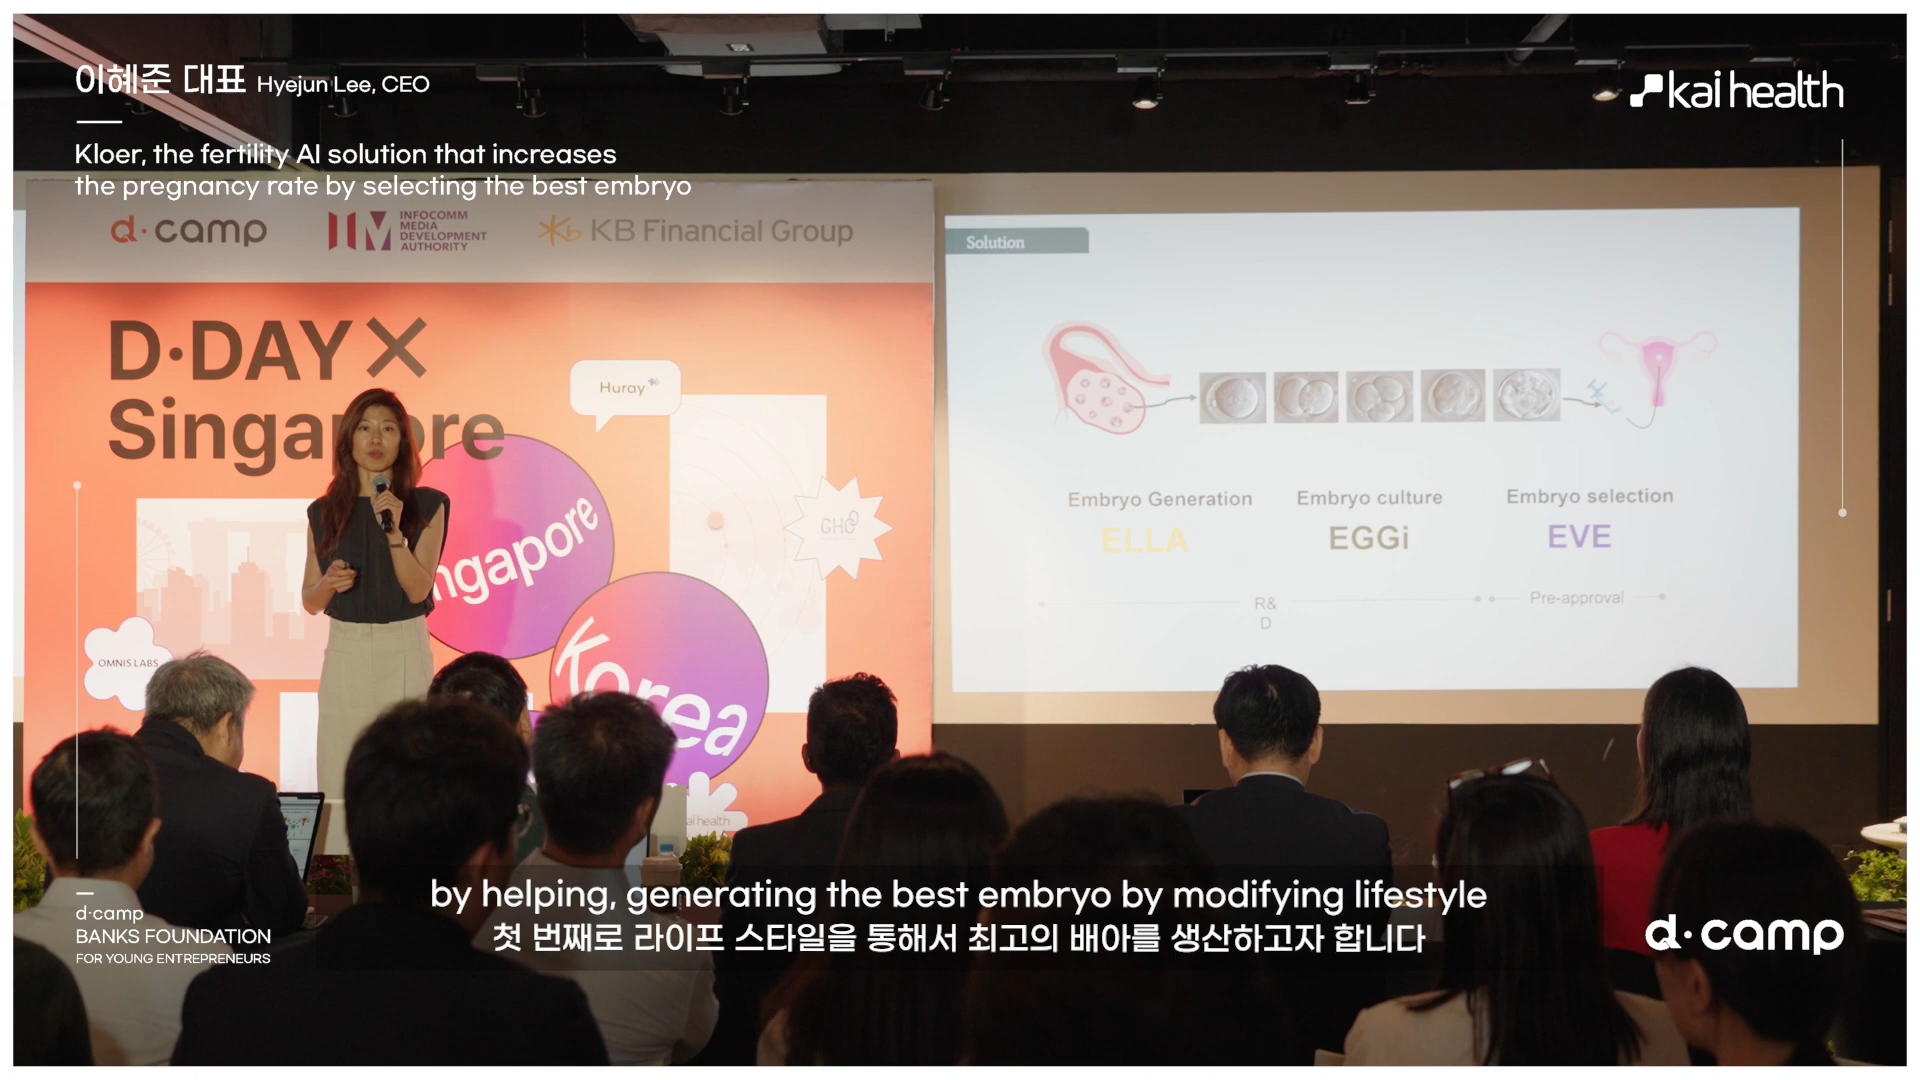 이혜준 대표 Hyejun Lee, CEO
kai health
Kloer, the fertility AI solution that increases
the pregnancy rate by selecting the best embryo
d·camp
INFOCOMM
MEDIA
DEVELOPMENT
AUTHORITY
KB Financial Group
D·DAY X
Singapore
Huray
Singapore
GHO
Korea
OMNIS LABS
kai health
Solution
Embryo Generation
Embryo culture
Embryo selection
ELLA
EGGi
EVE
R&
D
Pre-approval
by helping, generating the best embryo by modifying lifestyle
첫 번째로 라이프 스타일을 통해서 최고의 배아를 생산하고자 합니다
d·camp
BANKS FOUNDATION
FOR YOUNG ENTREPRENEURS
d·camp